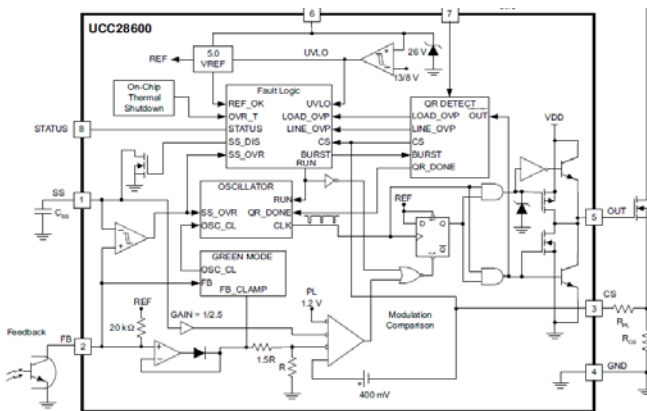 6
7
UCC28600
REF
5.0
VREF
UVLO
26 V
13/8 V
On-Chip
Thermal
Shutdown
Fault Logic
REF_OK
UVLO
OVR_T
LOAD_OVP
STATUS
LINE_OVP
SS_DIS
CS
SS_OVR
BURST
RUN
QR DETECT
LOAD_OVP
OUT
LINE_OVP
CS
BURST
QR_DONE
VDD
STATUS
8
SS
1
CSS
OSCILLATOR
RUN
SS_OVR
QR_DONE
OSC_CL
CLK
REF
D
Q
Q
5
OUT
GREEN MODE
OSC_CL
FB
FB_CLAMP
PL
1.2 V
Modulation
Comparison
CS
3
RPL
RCS
REF
20 kΩ
GAIN = 1/2.5
Feedback
FB
2
1.5R
R
400 mV
4
GND